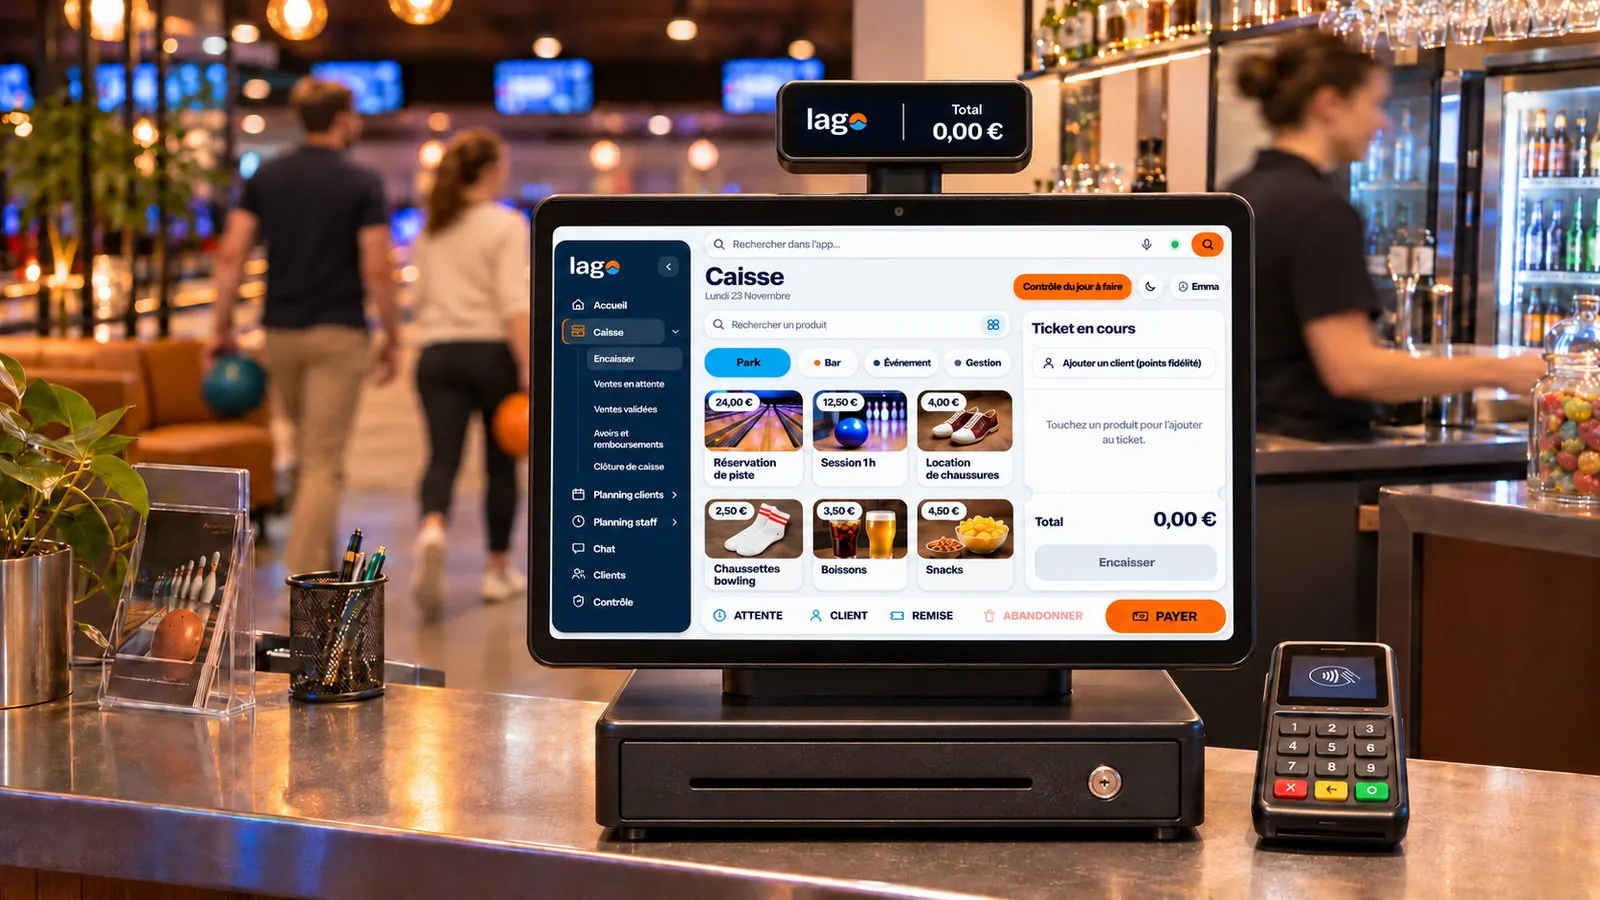 lago
Total
0,00 €
lago
Accueil
Caisse
Encaisser
Ventes en attente
Ventes validées
Avoirs et
remboursements
Clôture de caisse
Planning clients
Planning staff
Chat
Clients
Contrôle
Rechercher dans l'app...
Caisse
Lundi 23 Novembre
Contrôle du jour à faire
Emma
Rechercher un produit
Park
Bar
Événement
Gestion
24,00 €
Réservation
de piste
12,50 €
Session 1 h
4,00 €
Location
de chaussures
2,50 €
Chaussettes
bowling
3,50 €
Boissons
4,50 €
Snacks
Ticket en cours
Ajouter un client (points fidélité)
Touchez un produit pour l'ajouter
au ticket.
Total
0,00 €
Encaisser
ATTENTE
CLIENT
REMISE
ABANDONNER
PAYER
1 2 3
4 5 6
7 8 9